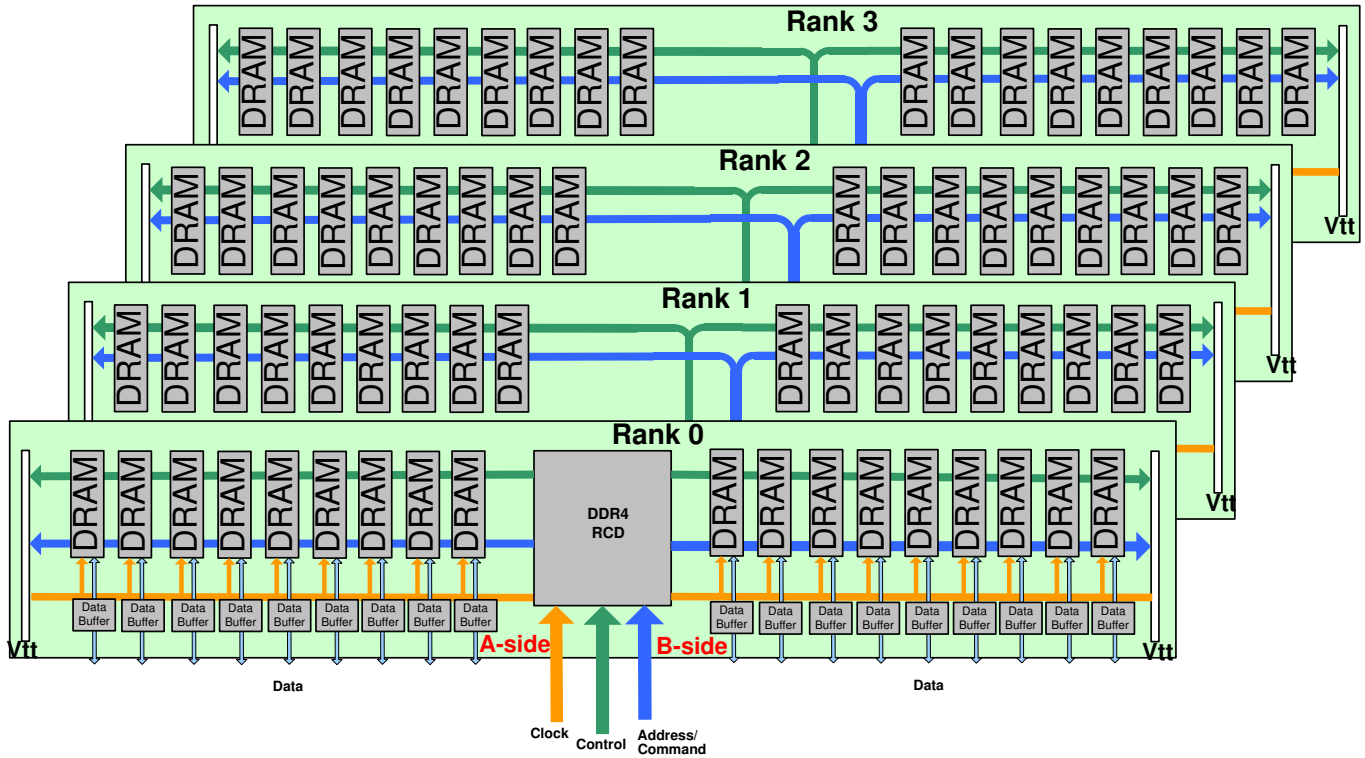 Rank 3
DRAM DRAM DRAM DRAM DRAM DRAM DRAM DRAM DRAM DRAM DRAM DRAM DRAM DRAM DRAM DRAM DRAM DRAM
Vtt
Rank 2
DRAM DRAM DRAM DRAM DRAM DRAM DRAM DRAM DRAM DRAM DRAM DRAM DRAM DRAM DRAM DRAM DRAM DRAM
Vtt
Rank 1
DRAM DRAM DRAM DRAM DRAM DRAM DRAM DRAM DRAM DRAM DRAM DRAM DRAM DRAM DRAM DRAM DRAM DRAM
Vtt
Rank 0
DRAM DRAM DRAM DRAM DRAM DRAM DRAM DRAM DRAM DRAM DRAM DRAM DRAM DRAM DRAM DRAM DRAM DRAM
DDR4
RCD
Data Data Data Data Data Data Data Data Data Data Data Data Data Data Data Data Data Data
Buffer Buffer Buffer Buffer Buffer Buffer Buffer Buffer Buffer Buffer Buffer Buffer Buffer Buffer Buffer Buffer Buffer Buffer
Vtt A-side B-side Vtt
Data Data
Clock
Control
Address/
Command